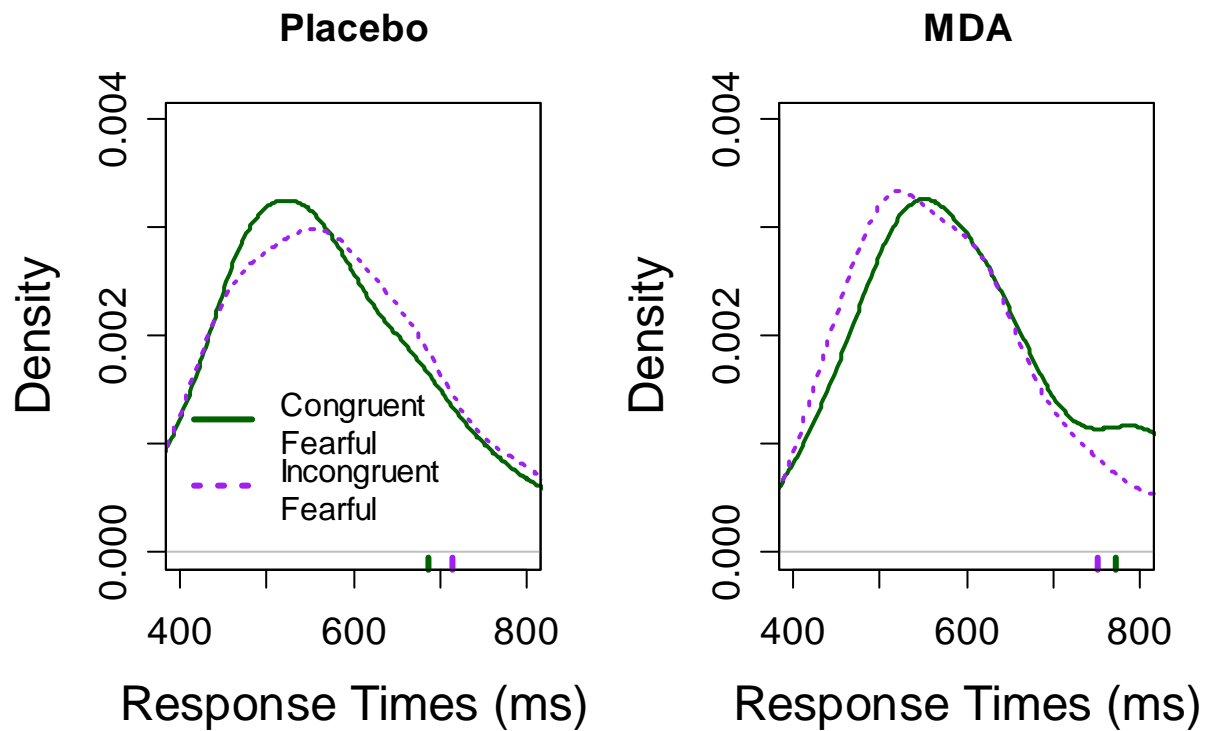 Placebo
Density
0.004
0.002
0.000
Congruent
Fearful
Incongruent
Fearful
400 600 800
Response Times (ms)
MDA
Density
0.004
0.002
0.000
400 600 800
Response Times (ms)